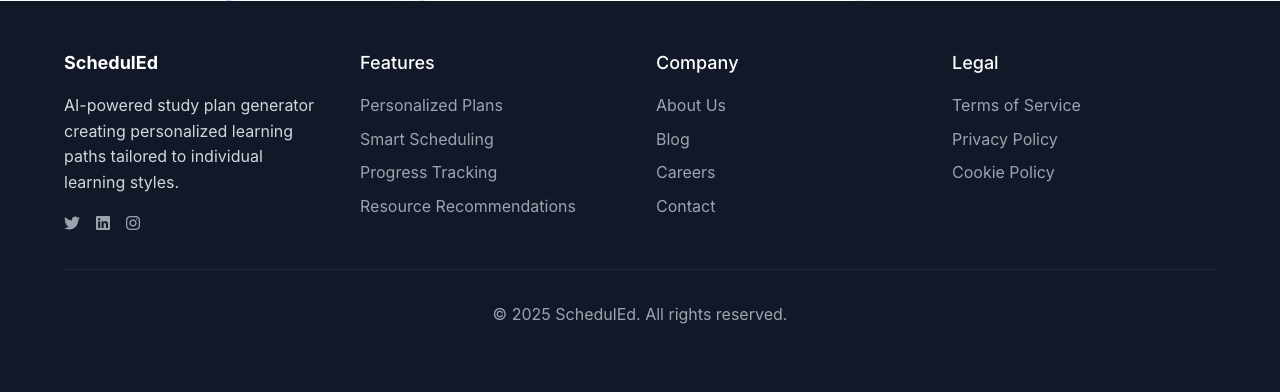 SchedulEd
AI-powered study plan generator
creating personalized learning
paths tailored to individual
learning styles.
Features
Personalized Plans
Smart Scheduling
Progress Tracking
Resource Recommendations
Company
About Us
Blog
Careers
Contact
Legal
Terms of Service
Privacy Policy
Cookie Policy
© 2025 SchedulEd. All rights reserved.